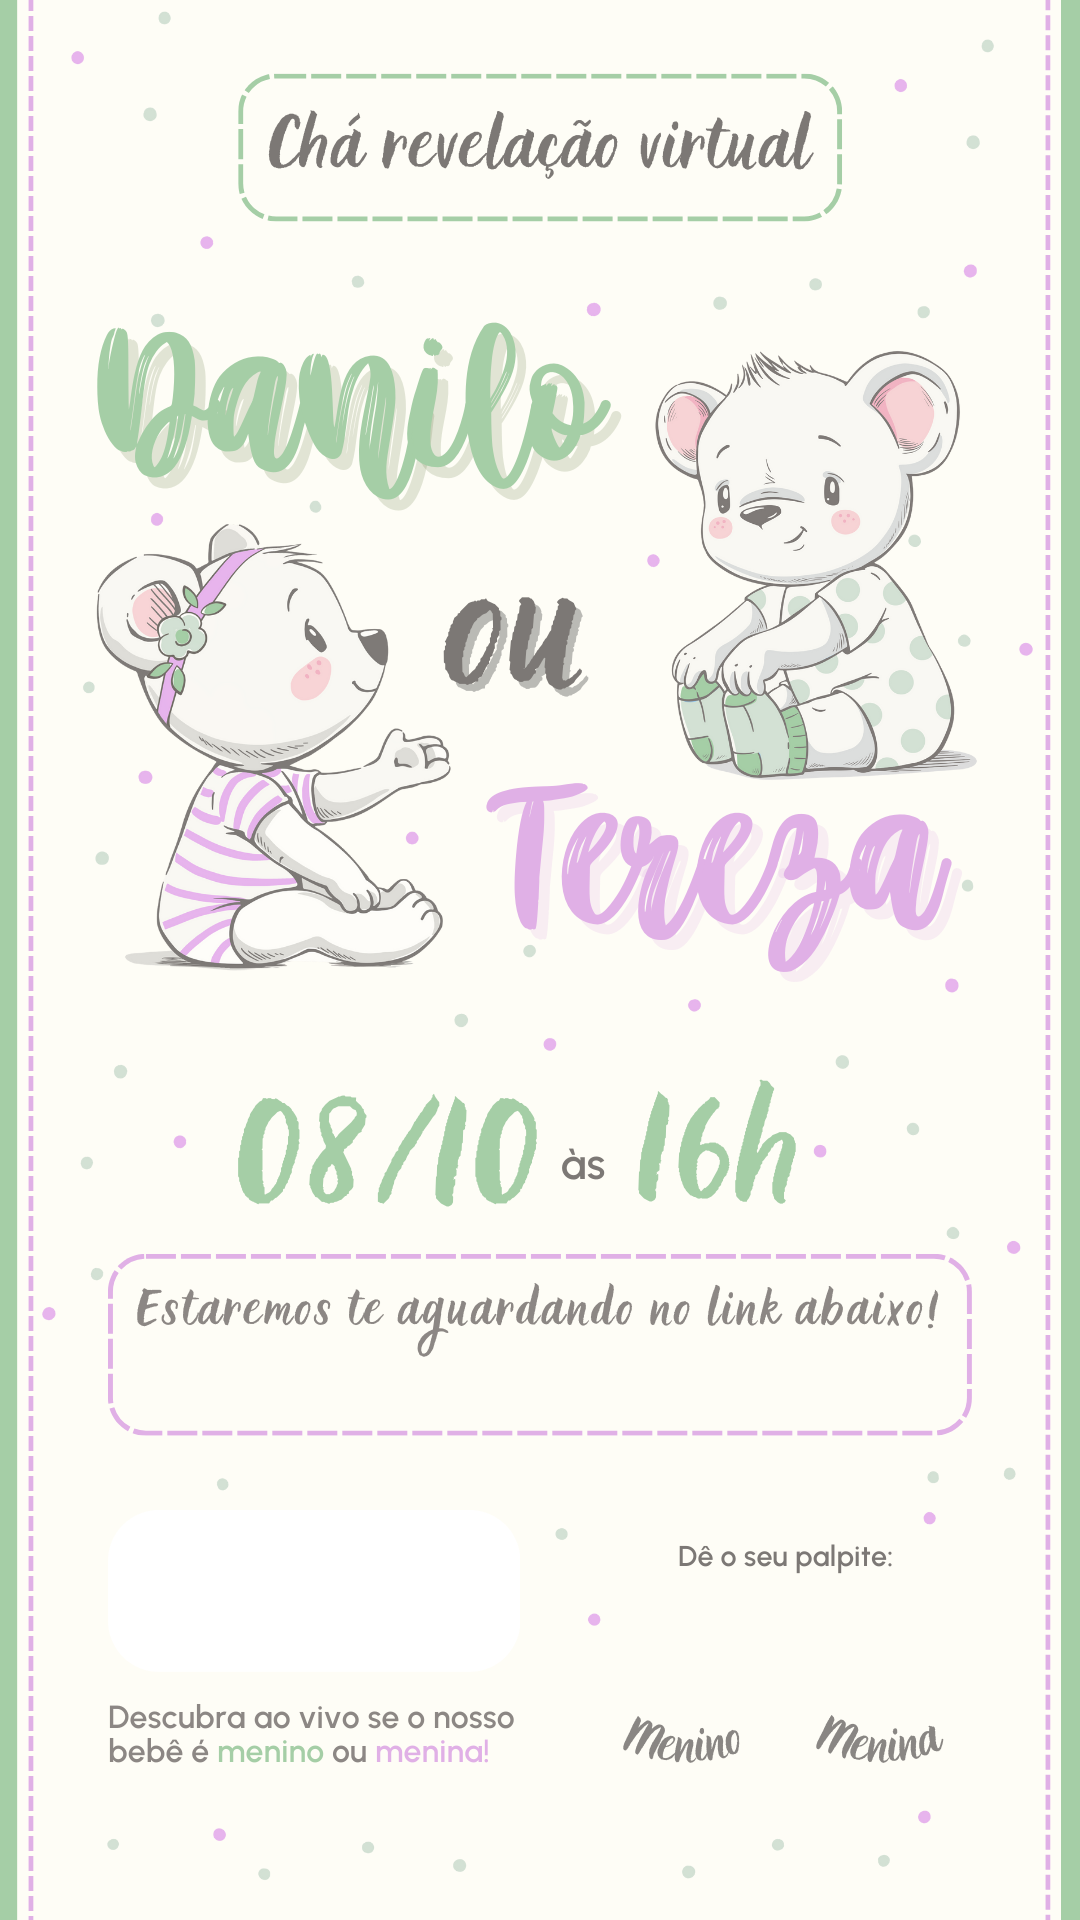 Chá revelação virtual
Danilo
ou
Tereza
08/10 às 16h
Estaremos te aguardando no link abaixo!
Dê o seu palpite:
Descubra ao vivo se o nosso
bebê é menino ou menina!
Menino
Menina